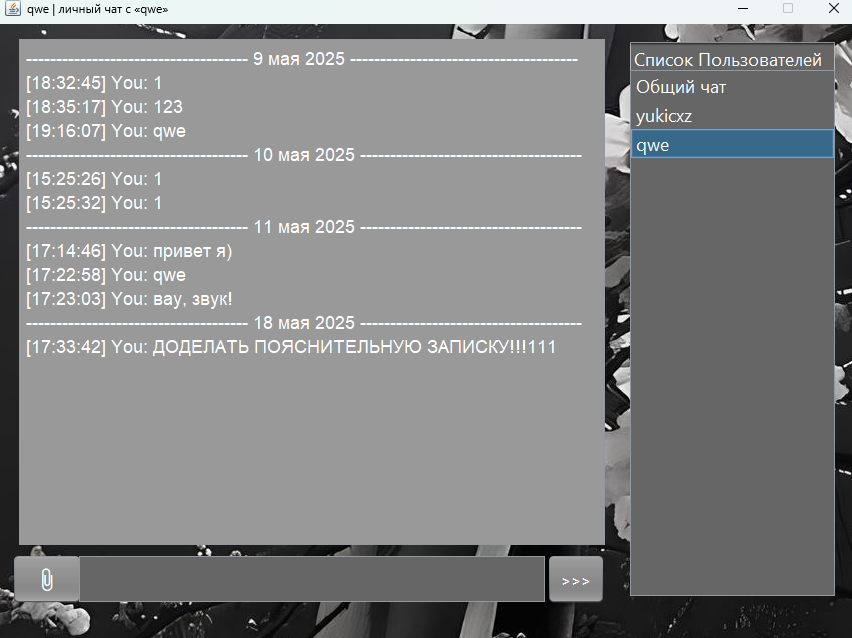 qwe | личный чат с «qwe»
------------------------------------- 9 мая 2025 --------------------------------------
[18:32:45] You: 1
[18:35:17] You: 123
[19:16:07] You: qwe
------------------------------------- 10 мая 2025 -------------------------------------
[15:25:26] You: 1
[15:25:32] You: 1
------------------------------------- 11 мая 2025 -------------------------------------
[17:14:46] You: привет я)
[17:22:58] You: qwe
[17:23:03] You: вау, звук!
------------------------------------- 18 мая 2025 -------------------------------------
[17:33:42] You: ДОДЕЛАТЬ ПОЯСНИТЕЛЬНУЮ ЗАПИСКУ!!!111
>>>
Список Пользователей
Общий чат
yukicxz
qwe